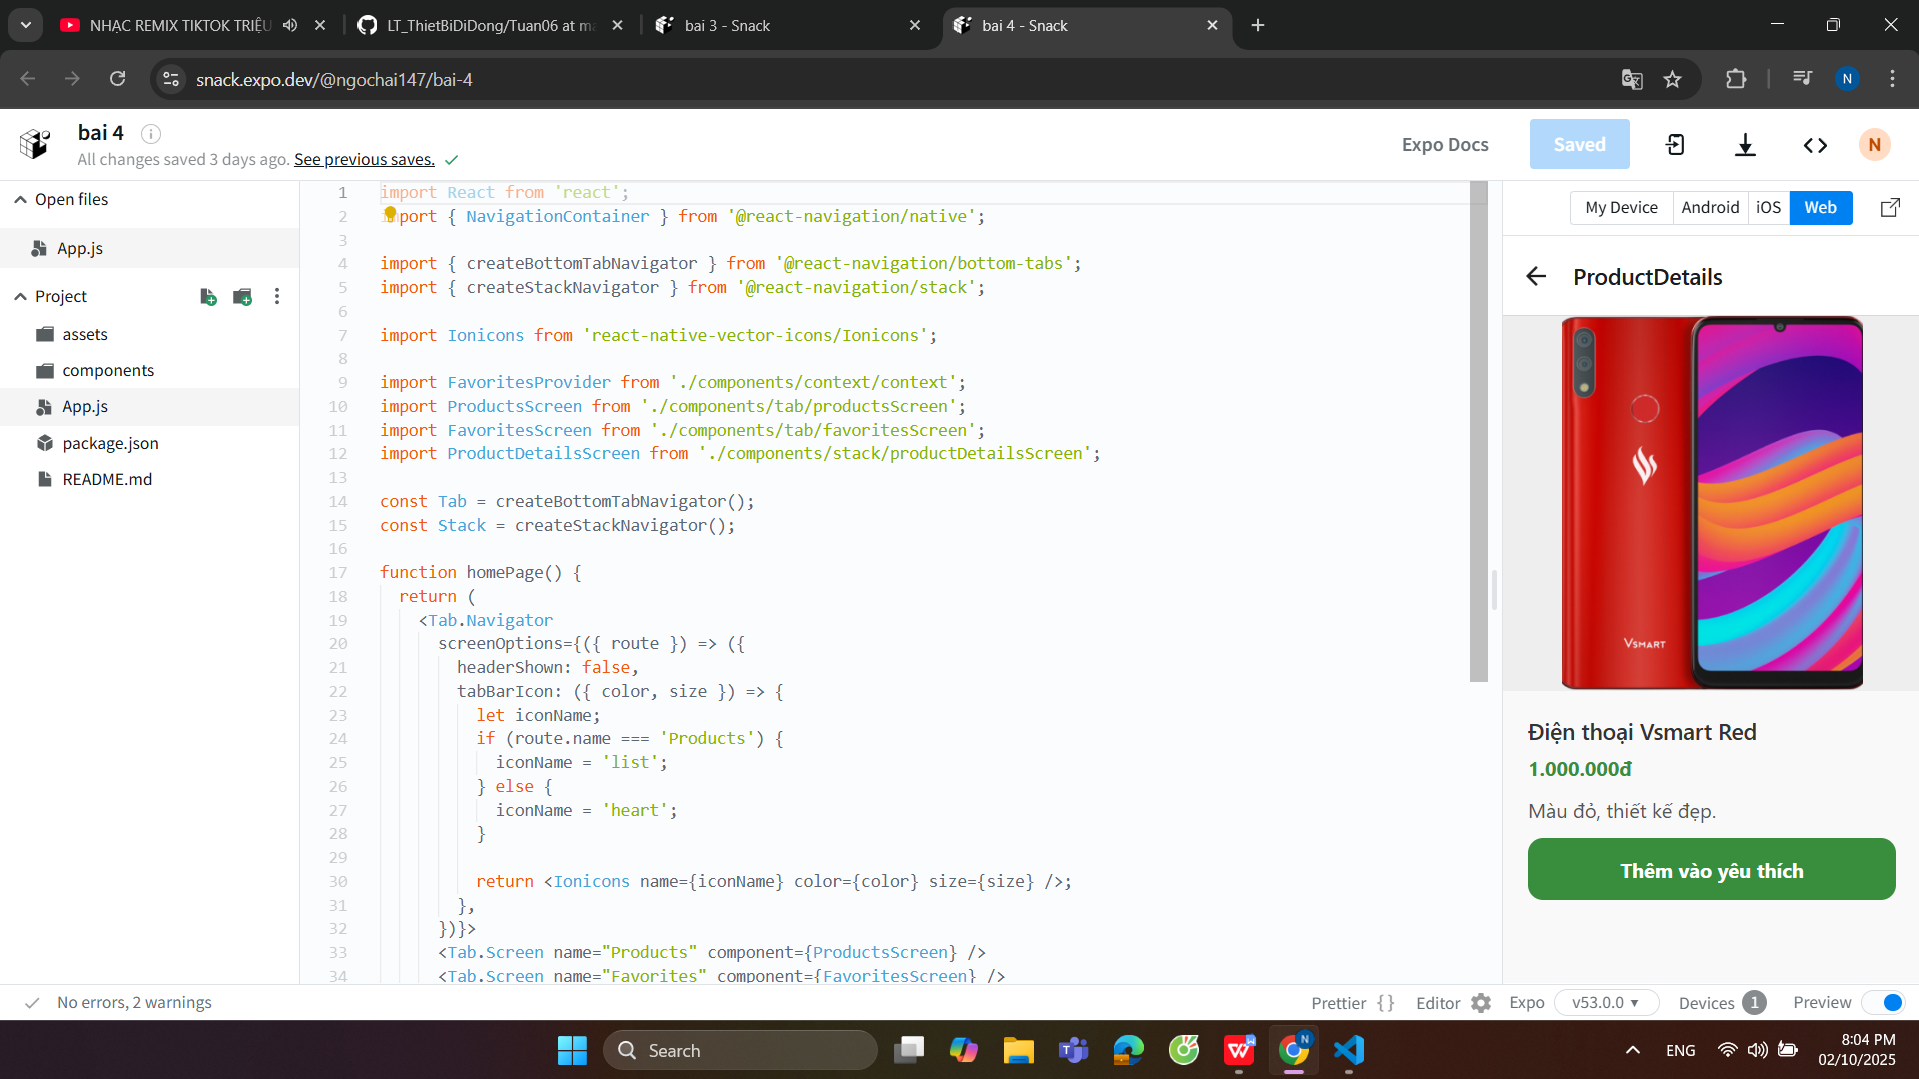 NHẠC REMIX TIKTOK TRIỆU
LT_ThietBiDiDong/Tuan06 at ma
bai 3 - Snack
bai 4 - Snack
snack.expo.dev/@ngochai147/bai-4
N
bai 4
All changes saved 3 days ago. See previous saves.
Expo Docs
Saved
N
Open files
App.js
Project
assets
components
App.js
package.json
README.md
1 import React from 'react';
2 import { NavigationContainer } from '@react-navigation/native';
3
4 import { createBottomTabNavigator } from '@react-navigation/bottom-tabs';
5 import { createStackNavigator } from '@react-navigation/stack';
6
7 import Ionicons from 'react-native-vector-icons/Ionicons';
8
9 import FavoritesProvider from './components/context/context';
10 import ProductsScreen from './components/tab/productsScreen';
11 import FavoritesScreen from './components/tab/favoritesScreen';
12 import ProductDetailsScreen from './components/stack/productDetailsScreen';
13
14 const Tab = createBottomTabNavigator();
15 const Stack = createStackNavigator();
16
17 function homePage() {
18 return (
19 <Tab.Navigator
20 screenOptions={({ route }) => ({
21 headerShown: false,
22 tabBarIcon: ({ color, size }) => {
23 let iconName;
24 if (route.name === 'Products') {
25 iconName = 'list';
26 } else {
27 iconName = 'heart';
28 }
29
30 return <Ionicons name={iconName} color={color} size={size} />;
31 },
32 })}>
33 <Tab.Screen name="Products" component={ProductsScreen} />
34 <Tab.Screen name="Favorites" component={FavoritesScreen} />
My Device Android iOS Web
ProductDetails
VSMART
Điện thoại Vsmart Red
1.000.000đ
Màu đỏ, thiết kế đẹp.
Thêm vào yêu thích
No errors, 2 warnings
Prettier { } Editor Expo v53.0.0 Devices 1 Preview
Search
N
ENG
8:04 PM
02/10/2025